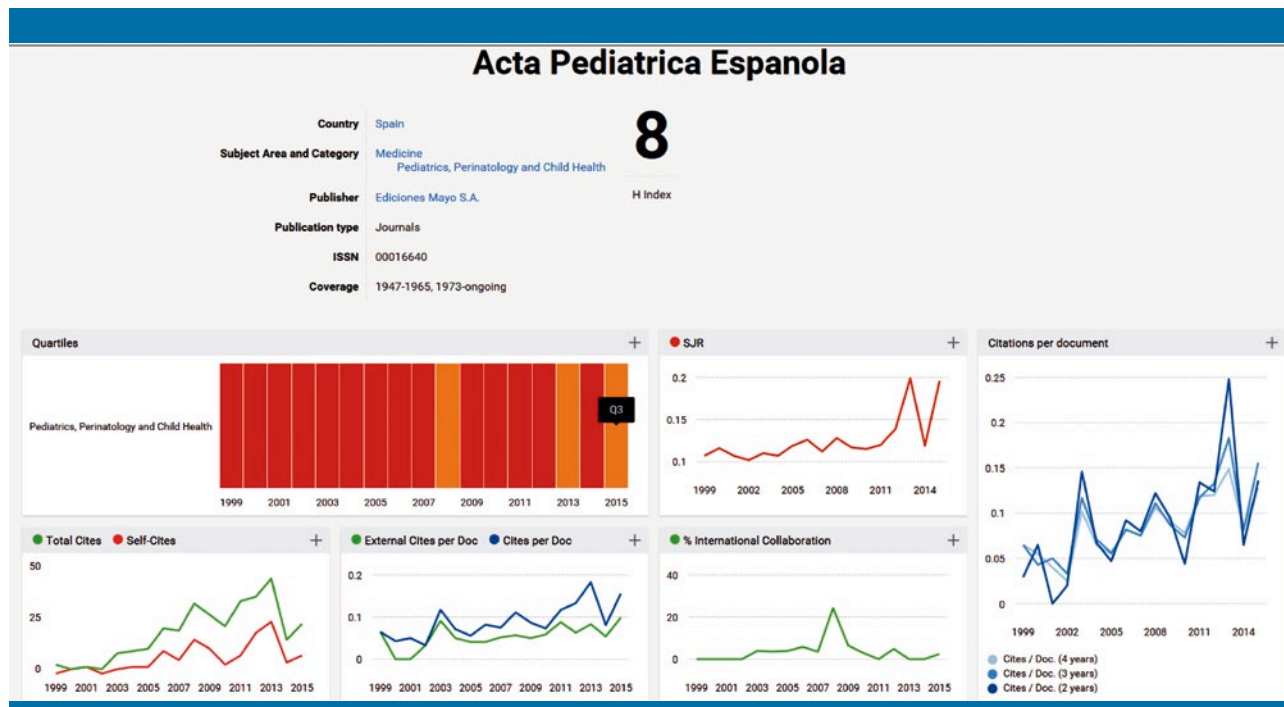 Acta Pediatrica Espanola
Country Spain
Subject Area and Category Medicine
Pediatrics, Perinatology and Child Health
Publisher Ediciones Mayo S.A.
Publication type Journals
ISSN 00016640
Coverage 1947-1965, 1973-ongoing
8
H Index
Quartiles +
Pediatrics, Perinatology and Child Health
Q3
1999 2001 2003 2005 2007 2009 2011 2013 2015
SJR +
0.2
0.15
0.1
1999 2002 2005 2008 2011 2014
Citations per document +
0.25
0.2
0.15
0.1
0.05
0
1999 2002 2005 2008 2011 2014
Cites / Doc. (4 years)
Cites / Doc. (3 years)
Cites / Doc. (2 years)
Total Cites Self-Cites +
50
25
0
1999 2001 2003 2005 2007 2009 2011 2013 2015
External Cites per Doc Cites per Doc +
0.2
0.1
0
1999 2001 2003 2005 2007 2009 2011 2013 2015
% International Collaboration +
40
20
0
1999 2001 2003 2005 2007 2009 2011 2013 2015